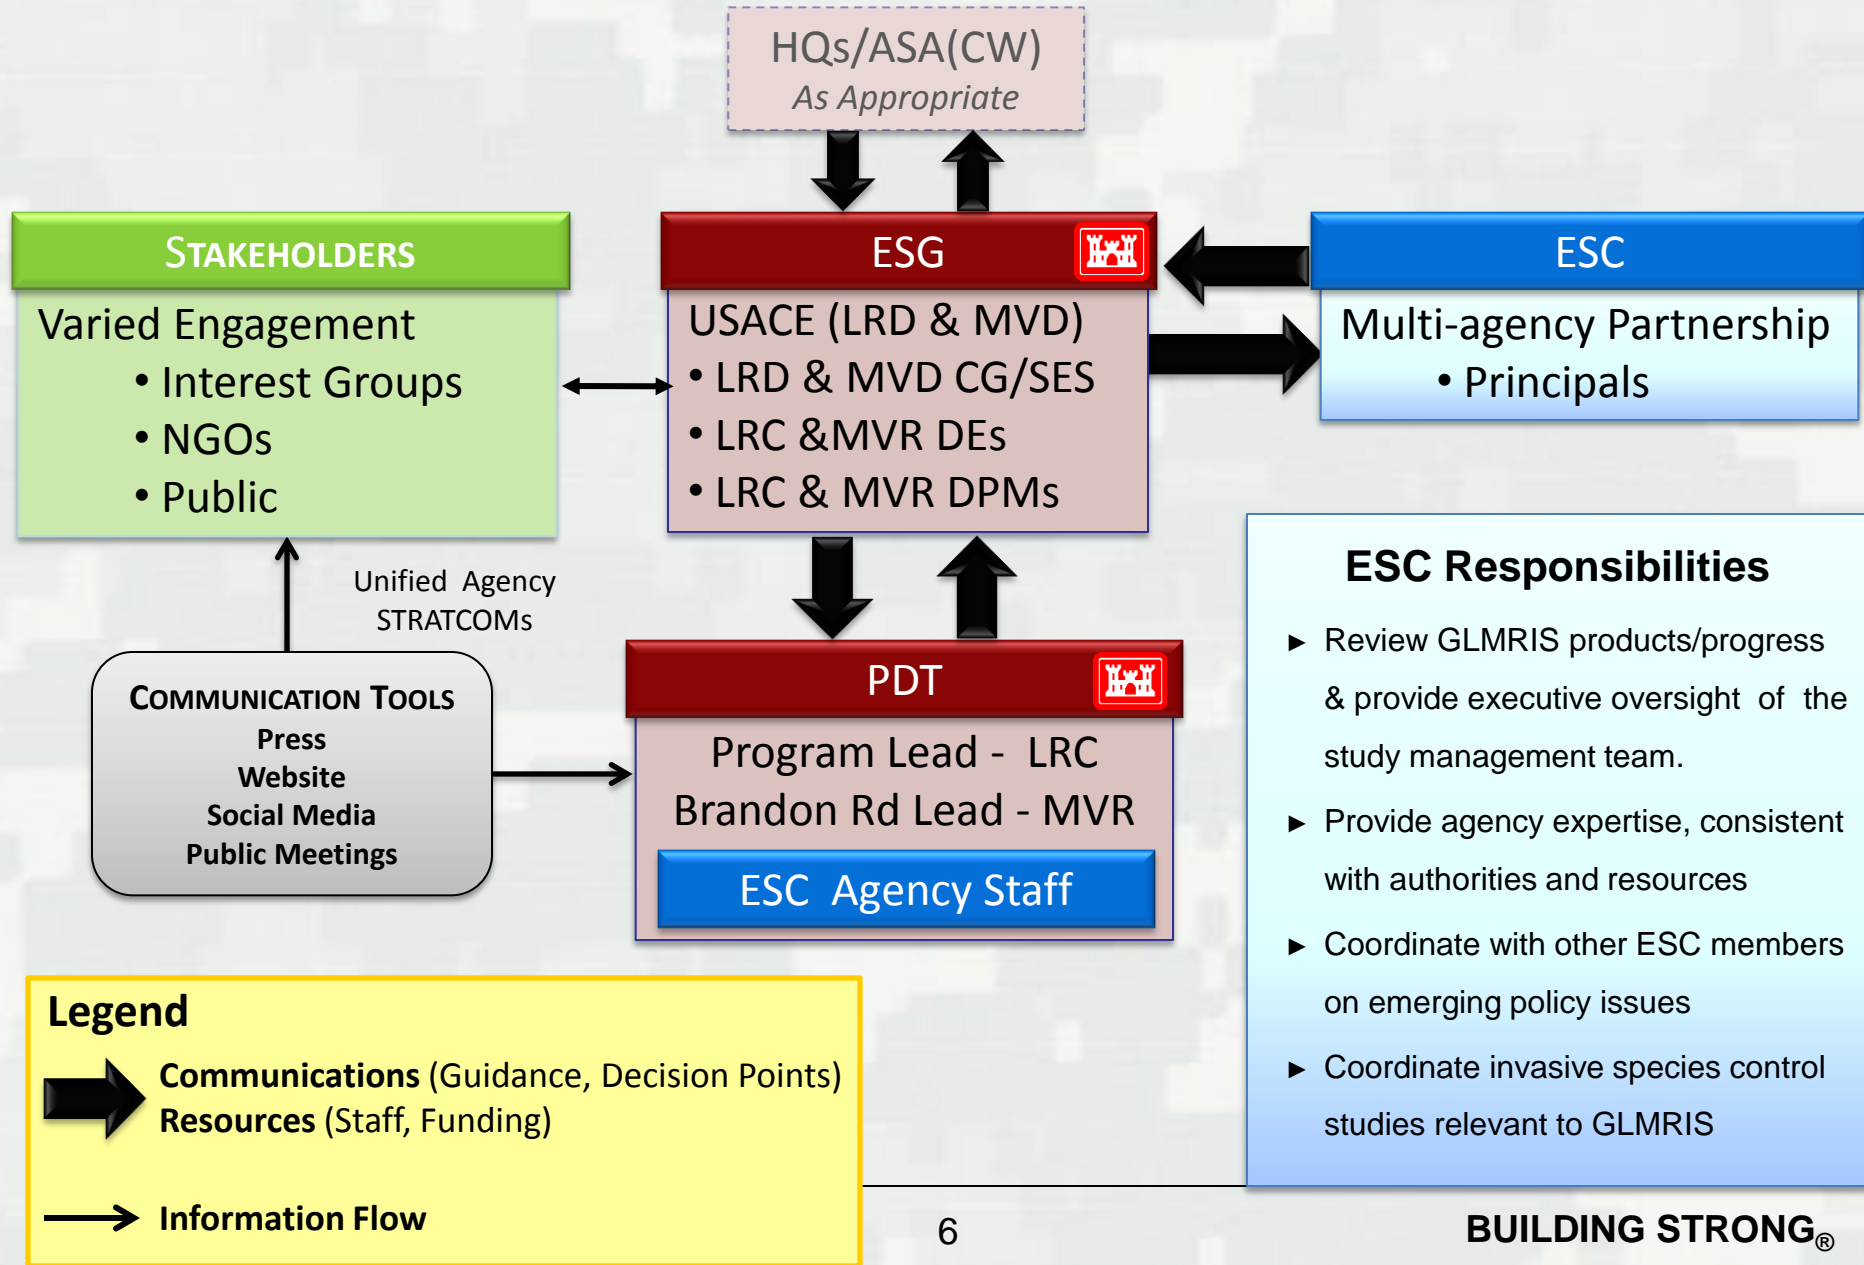 HQs/ASA(CW)
As Appropriate
STAKEHOLDERS
Varied Engagement
• Interest Groups
• NGOs
• Public
ESG
USACE (LRD & MVD)
• LRD & MVD CG/SES
• LRC &MVR DEs
• LRC & MVR DPMs
ESC
Multi-agency Partnership
• Principals
Unified Agency
STRATCOMs
COMMUNICATION TOOLS
Press
Website
Social Media
Public Meetings
PDT
Program Lead - LRC
Brandon Rd Lead - MVR
ESC Agency Staff
ESC Responsibilities
► Review GLMRIS products/progress
& provide executive oversight of the
study management team.
► Provide agency expertise, consistent
with authorities and resources
► Coordinate with other ESC members
on emerging policy issues
► Coordinate invasive species control
studies relevant to GLMRIS
Legend
Communications (Guidance, Decision Points)
Resources (Staff, Funding)
Information Flow
6
BUILDING STRONG®